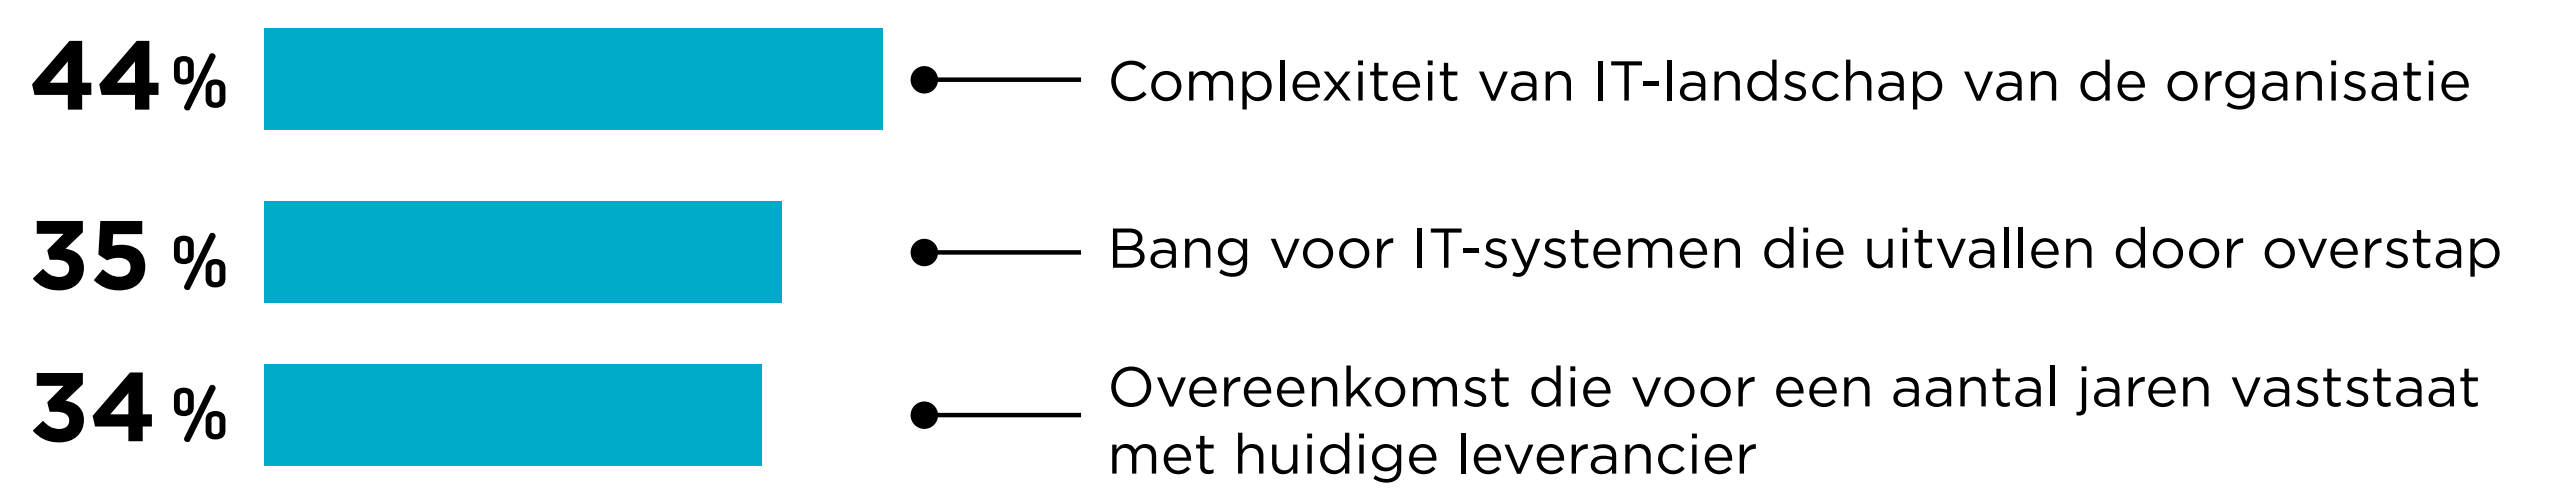 44% Complexiteit van IT-landschap van de organisatie
35% Bang voor IT-systemen die uitvallen door overstap
34% Overeenkomst die voor een aantal jaren vaststaat
met huidige leverancier